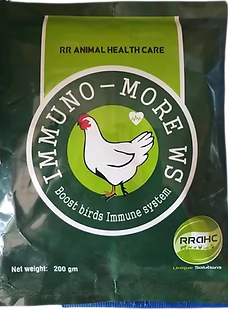 RR ANIMAL HEALTH CARE
IMMUNO-MORE WS
Boost birds Immune system
RRAHC
Unique Solutions
Net weight: 200 gm